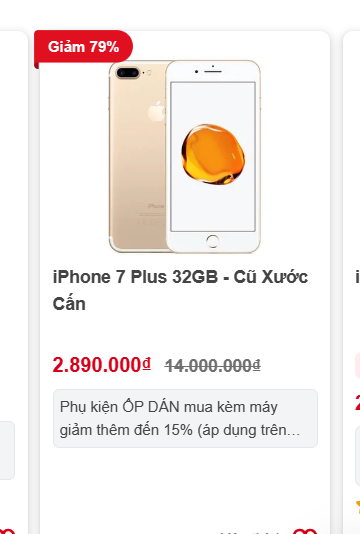 Giảm 79%
iPhone 7 Plus 32GB - Cũ Xước
Cấn
2.890.000₫ 14.000.000₫
Phụ kiện ỐP DÁN mua kèm máy
giảm thêm đến 15% (áp dụng trên...